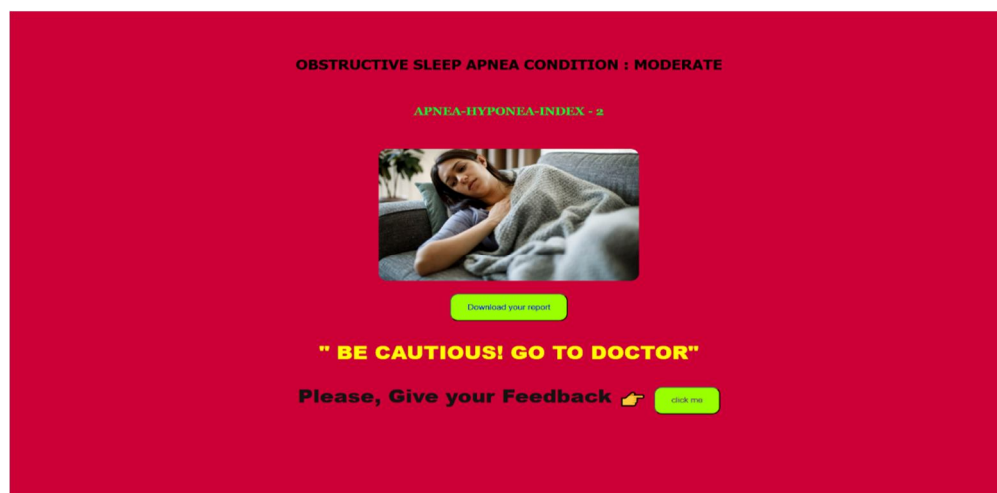 OBSTRUCTIVE SLEEP APNEA CONDITION : MODERATE
APNEA-HYPONEA-INDEX - 2
Download your report
" BE CAUTIOUS! GO TO DOCTOR"
Please, Give your Feedback 👉 click me